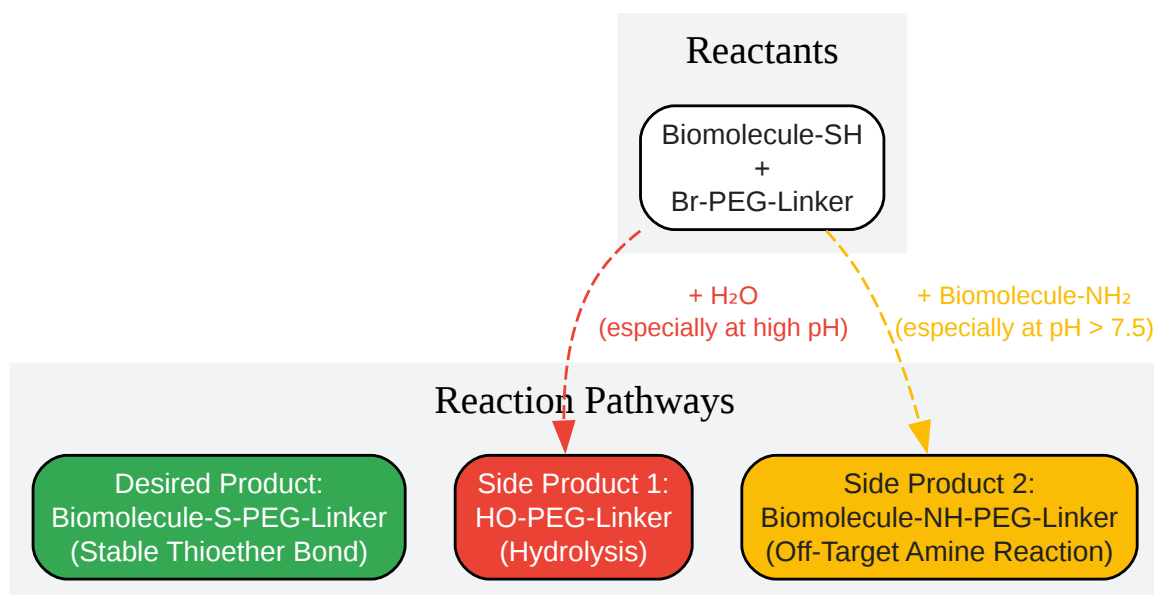 Reactants
Biomolecule-SH
+
Br-PEG-Linker
+ H₂O
(especially at high pH)
+ Biomolecule-NH₂
(especially at pH > 7.5)
Reaction Pathways
Desired Product:
Biomolecule-S-PEG-Linker
(Stable Thioether Bond)
Side Product 1:
HO-PEG-Linker
(Hydrolysis)
Side Product 2:
Biomolecule-NH-PEG-Linker
(Off-Target Amine Reaction)